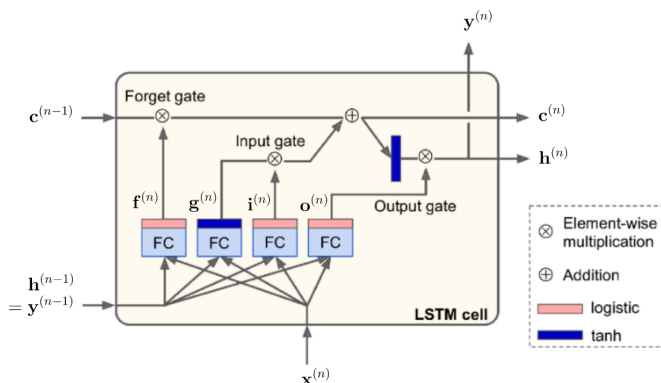 y^(n)
Forget gate
c^(n−1)
c^(n)
Input gate
h^(n)
f^(n)
g^(n)
i^(n)
o^(n)
Output gate
FC
FC
FC
FC
h^(n−1)
= y^(n−1)
LSTM cell
x^(n)
⊗ Element-wise
multiplication
⊕ Addition
logistic
tanh